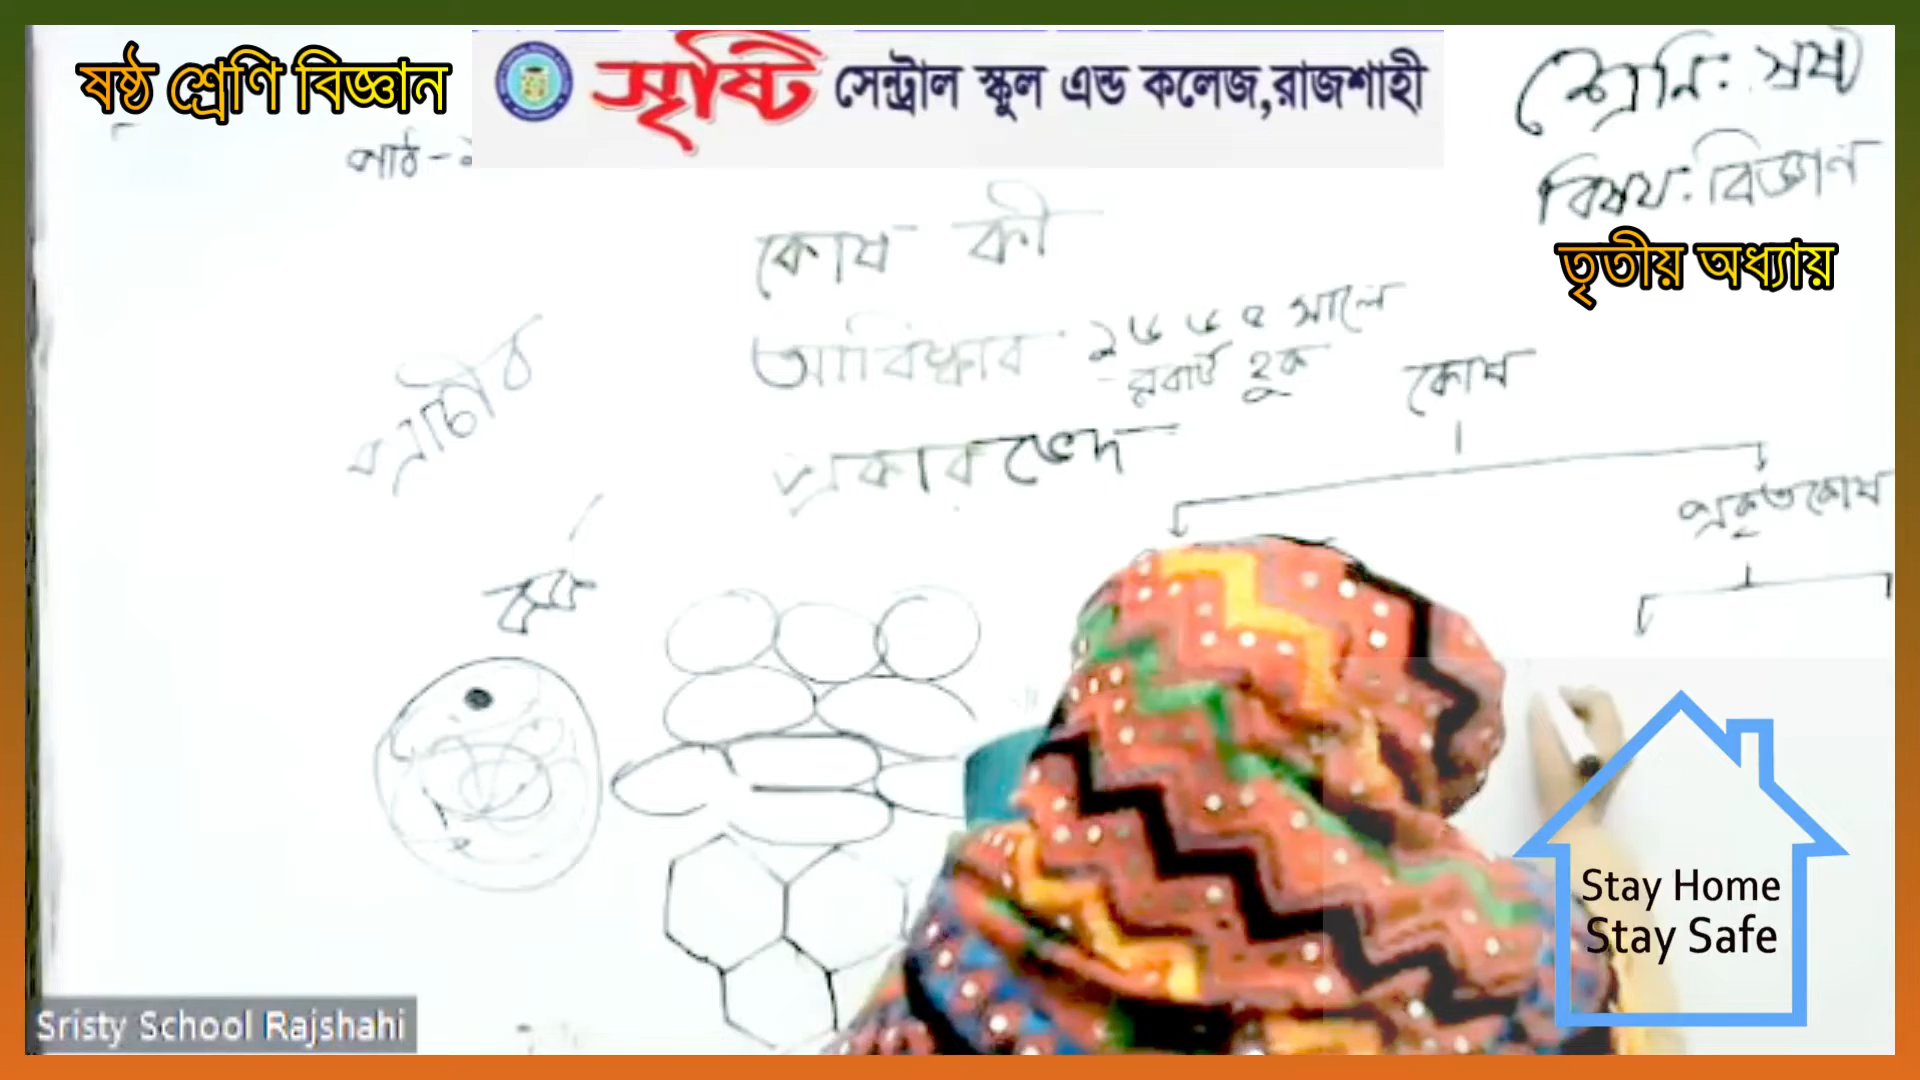 ষষ্ঠ শ্রেণি বিজ্ঞান
সৃষ্টি সেন্ট্রাল স্কুল এন্ড কলেজ,রাজশাহী
শ্রেণি: ষষ্ঠ
বিষয়: বিজ্ঞান
তৃতীয় অধ্যায়
পাঠ-১
কোষ কী
আবিষ্কার - ১৬৬৫ সালে
রবার্ট হুক
প্রকারভেদ
প্রাচীর
কোষ
প্রকৃতকোষ
Stay Home
Stay Safe
Sristy School Rajshahi